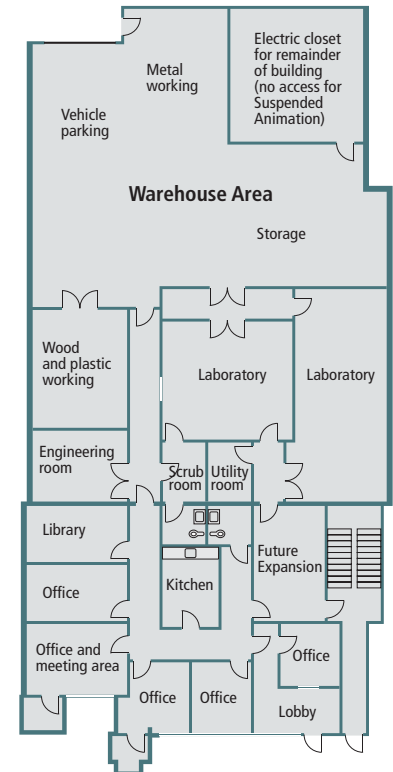 Electric closet
for remainder
of building
(no access for
Suspended
Animation)
Metal
working
Vehicle
parking
Warehouse Area
Storage
Wood
and plastic
working
Laboratory
Laboratory
Engineering
room
Scrub
room
Utility
room
Library
Future
Expansion
Kitchen
Office
Office and
meeting area
Office
Office
Office
Lobby